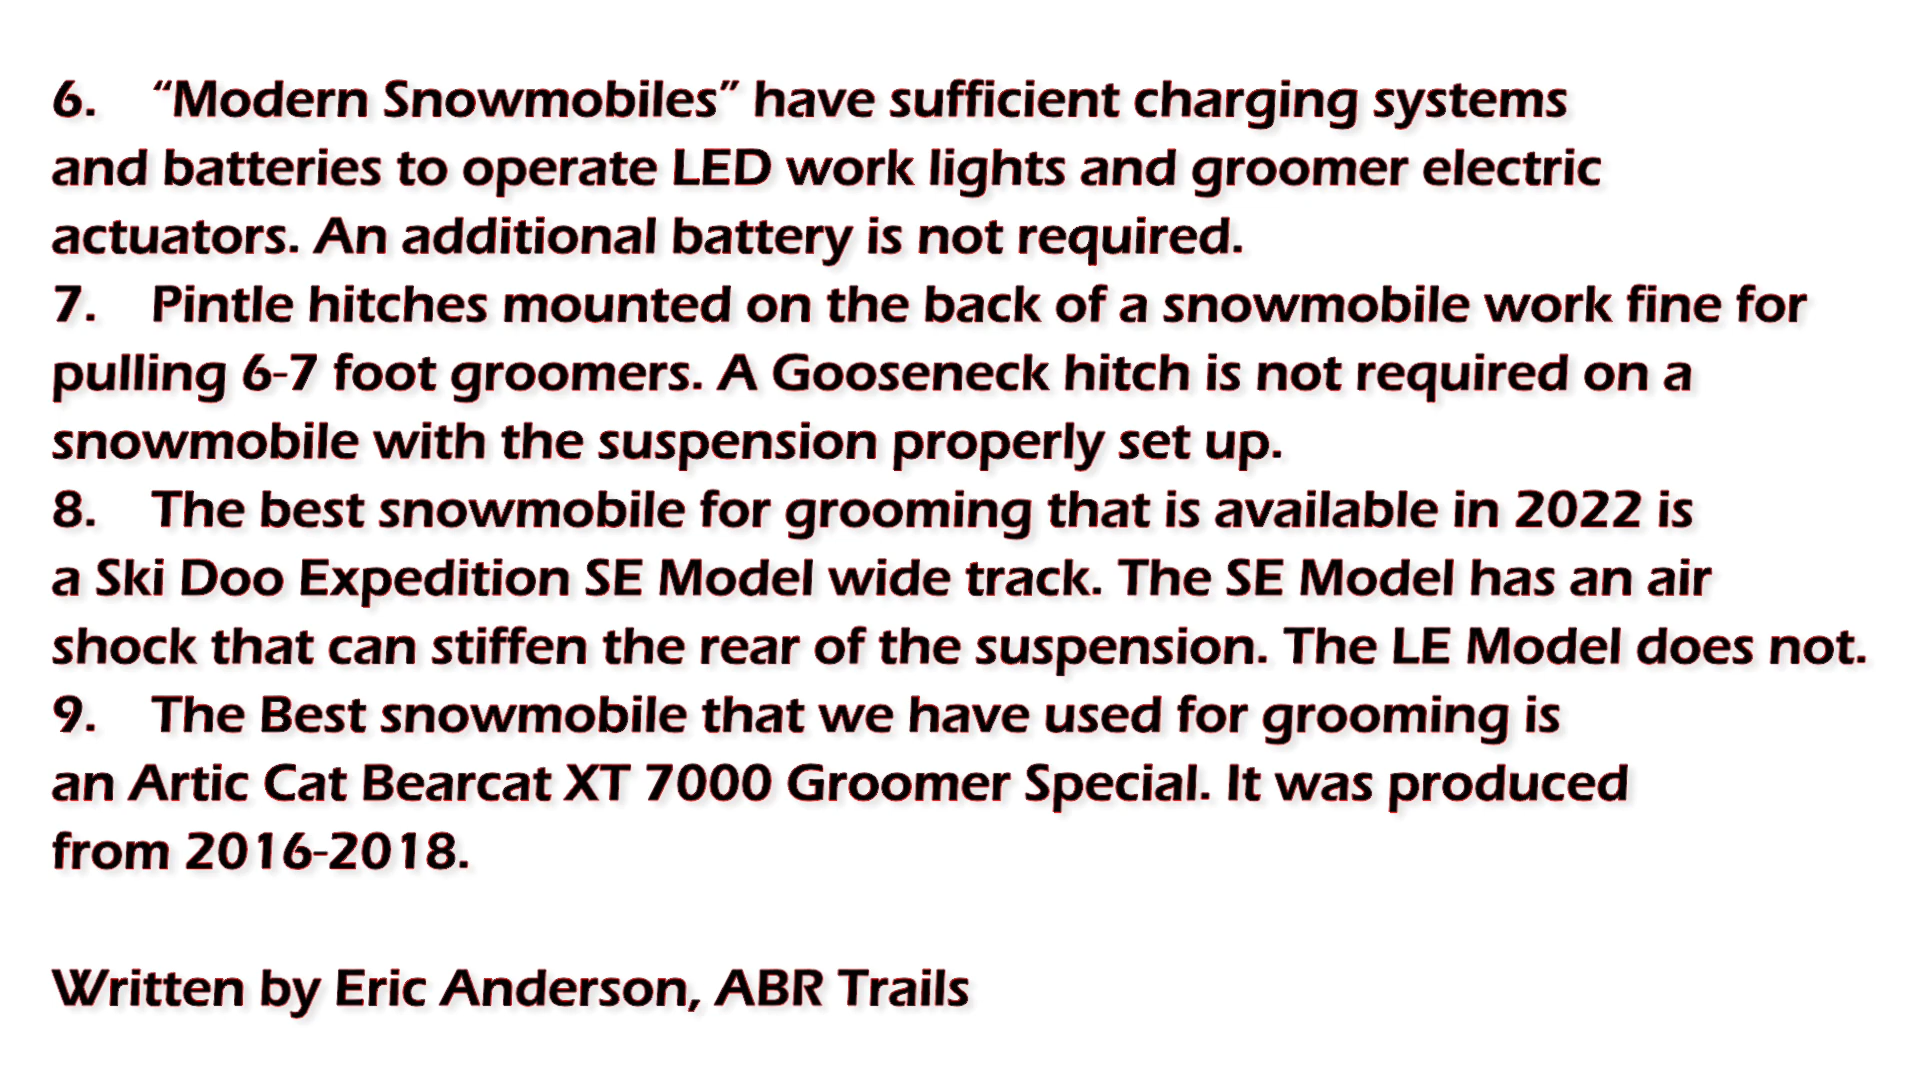 6. “Modern Snowmobiles” have sufficient charging systems
and batteries to operate LED work lights and groomer electric
actuators. An additional battery is not required.
7. Pintle hitches mounted on the back of a snowmobile work fine for
pulling 6-7 foot groomers. A Gooseneck hitch is not required on a
snowmobile with the suspension properly set up.
8. The best snowmobile for grooming that is available in 2022 is
a Ski Doo Expedition SE Model wide track. The SE Model has an air
shock that can stiffen the rear of the suspension. The LE Model does not.
9. The Best snowmobile that we have used for grooming is
an Artic Cat Bearcat XT 7000 Groomer Special. It was produced
from 2016-2018.
Written by Eric Anderson, ABR Trails